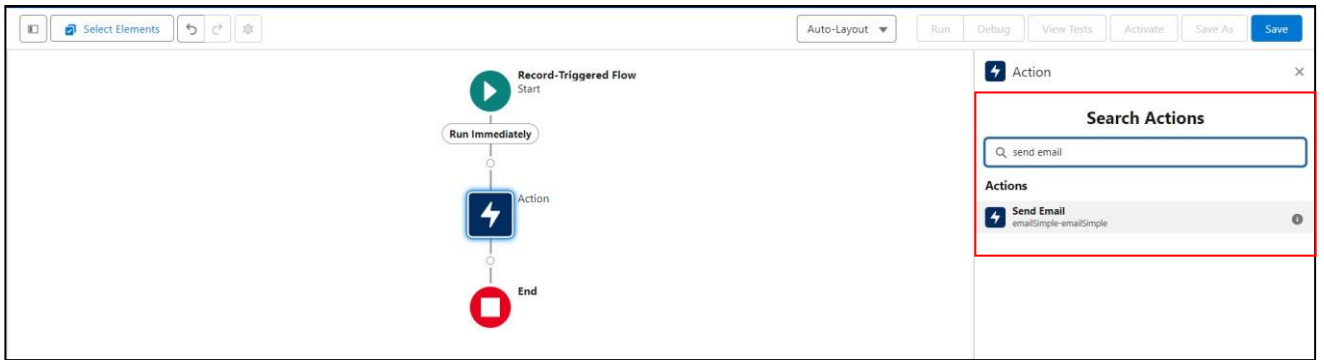 Select Elements
Auto-Layout
Run
Debug
View Tests
Activate
Save As
Save
Record-Triggered Flow
Start
Run Immediately
Action
End
Action
Search Actions
send email
Actions
Send Email
emailSimple-emailSimple